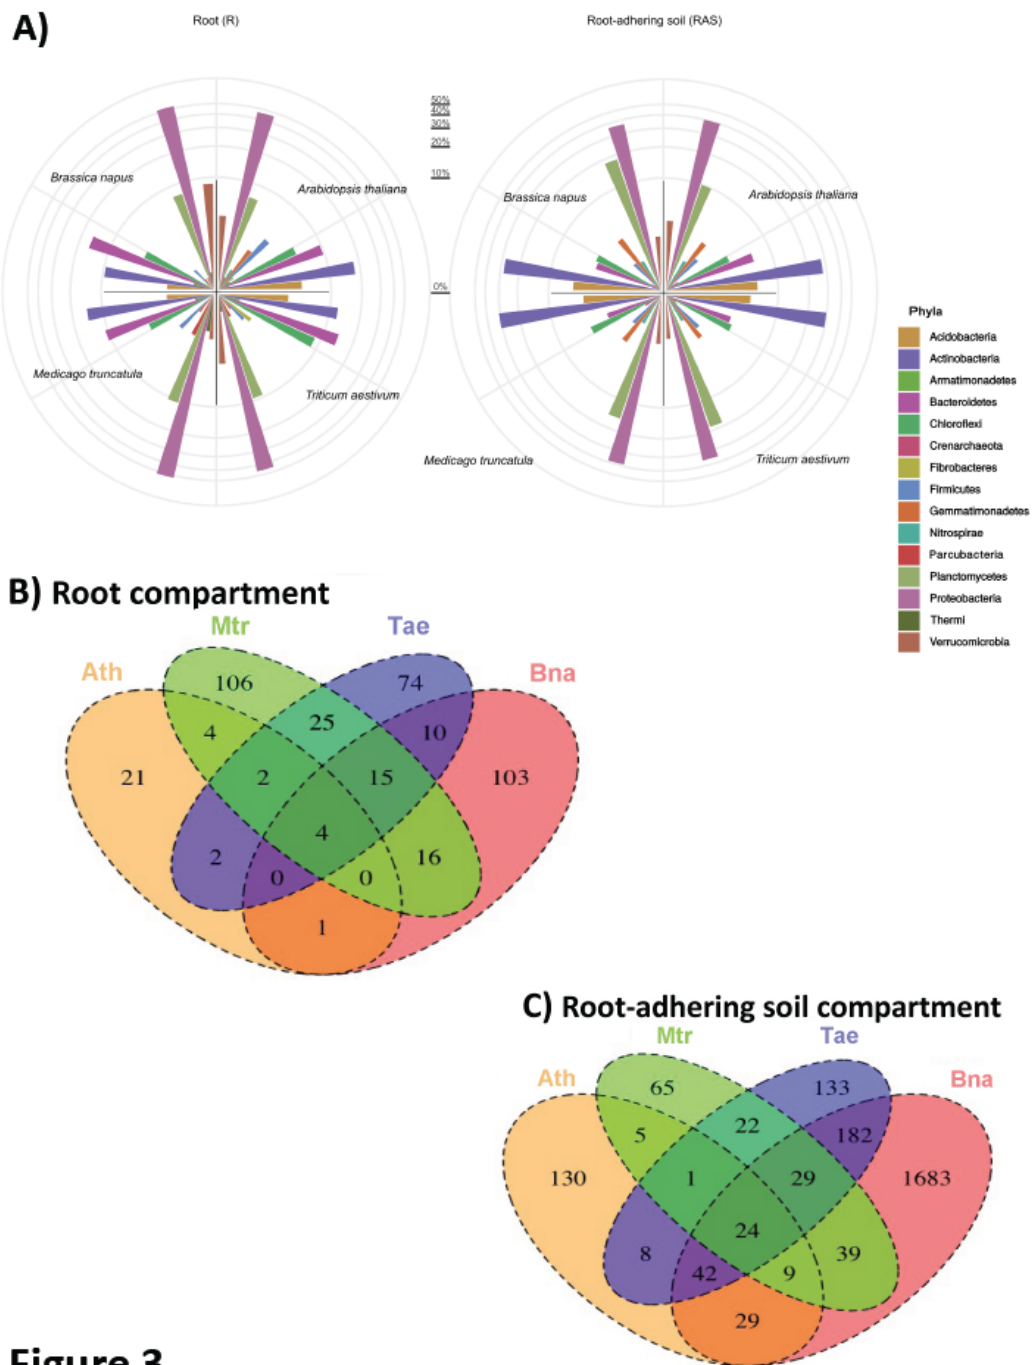 A)
Root (R)
Root-adhering soil (RAS)
50%
40%
30%
20%
10%
0%
Brassica napus
Arabidopsis thaliana
Medicago truncatula
Triticum aestivum
Brassica napus
Arabidopsis thaliana
Medicago truncatula
Triticum aestivum
Phyla
Acidobacteria
Actinobacteria
Armatimonadetes
Bacteroidetes
Chloroflexi
Crenarchaeota
Fibrobacteres
Firmicutes
Gemmatimonadetes
Nitrospirae
Parcubacteria
Planctomycetes
Proteobacteria
Thermi
Verrucomicrobia
B) Root compartment
Mtr
Tae
Ath
Bna
106
74
4
25
10
21
2
15
103
4
2
0
0
16
1
C) Root-adhering soil compartment
Mtr
Tae
Ath
Bna
65
133
5
22
182
130
1
29
1683
24
8
42
9
39
29
Figure 3